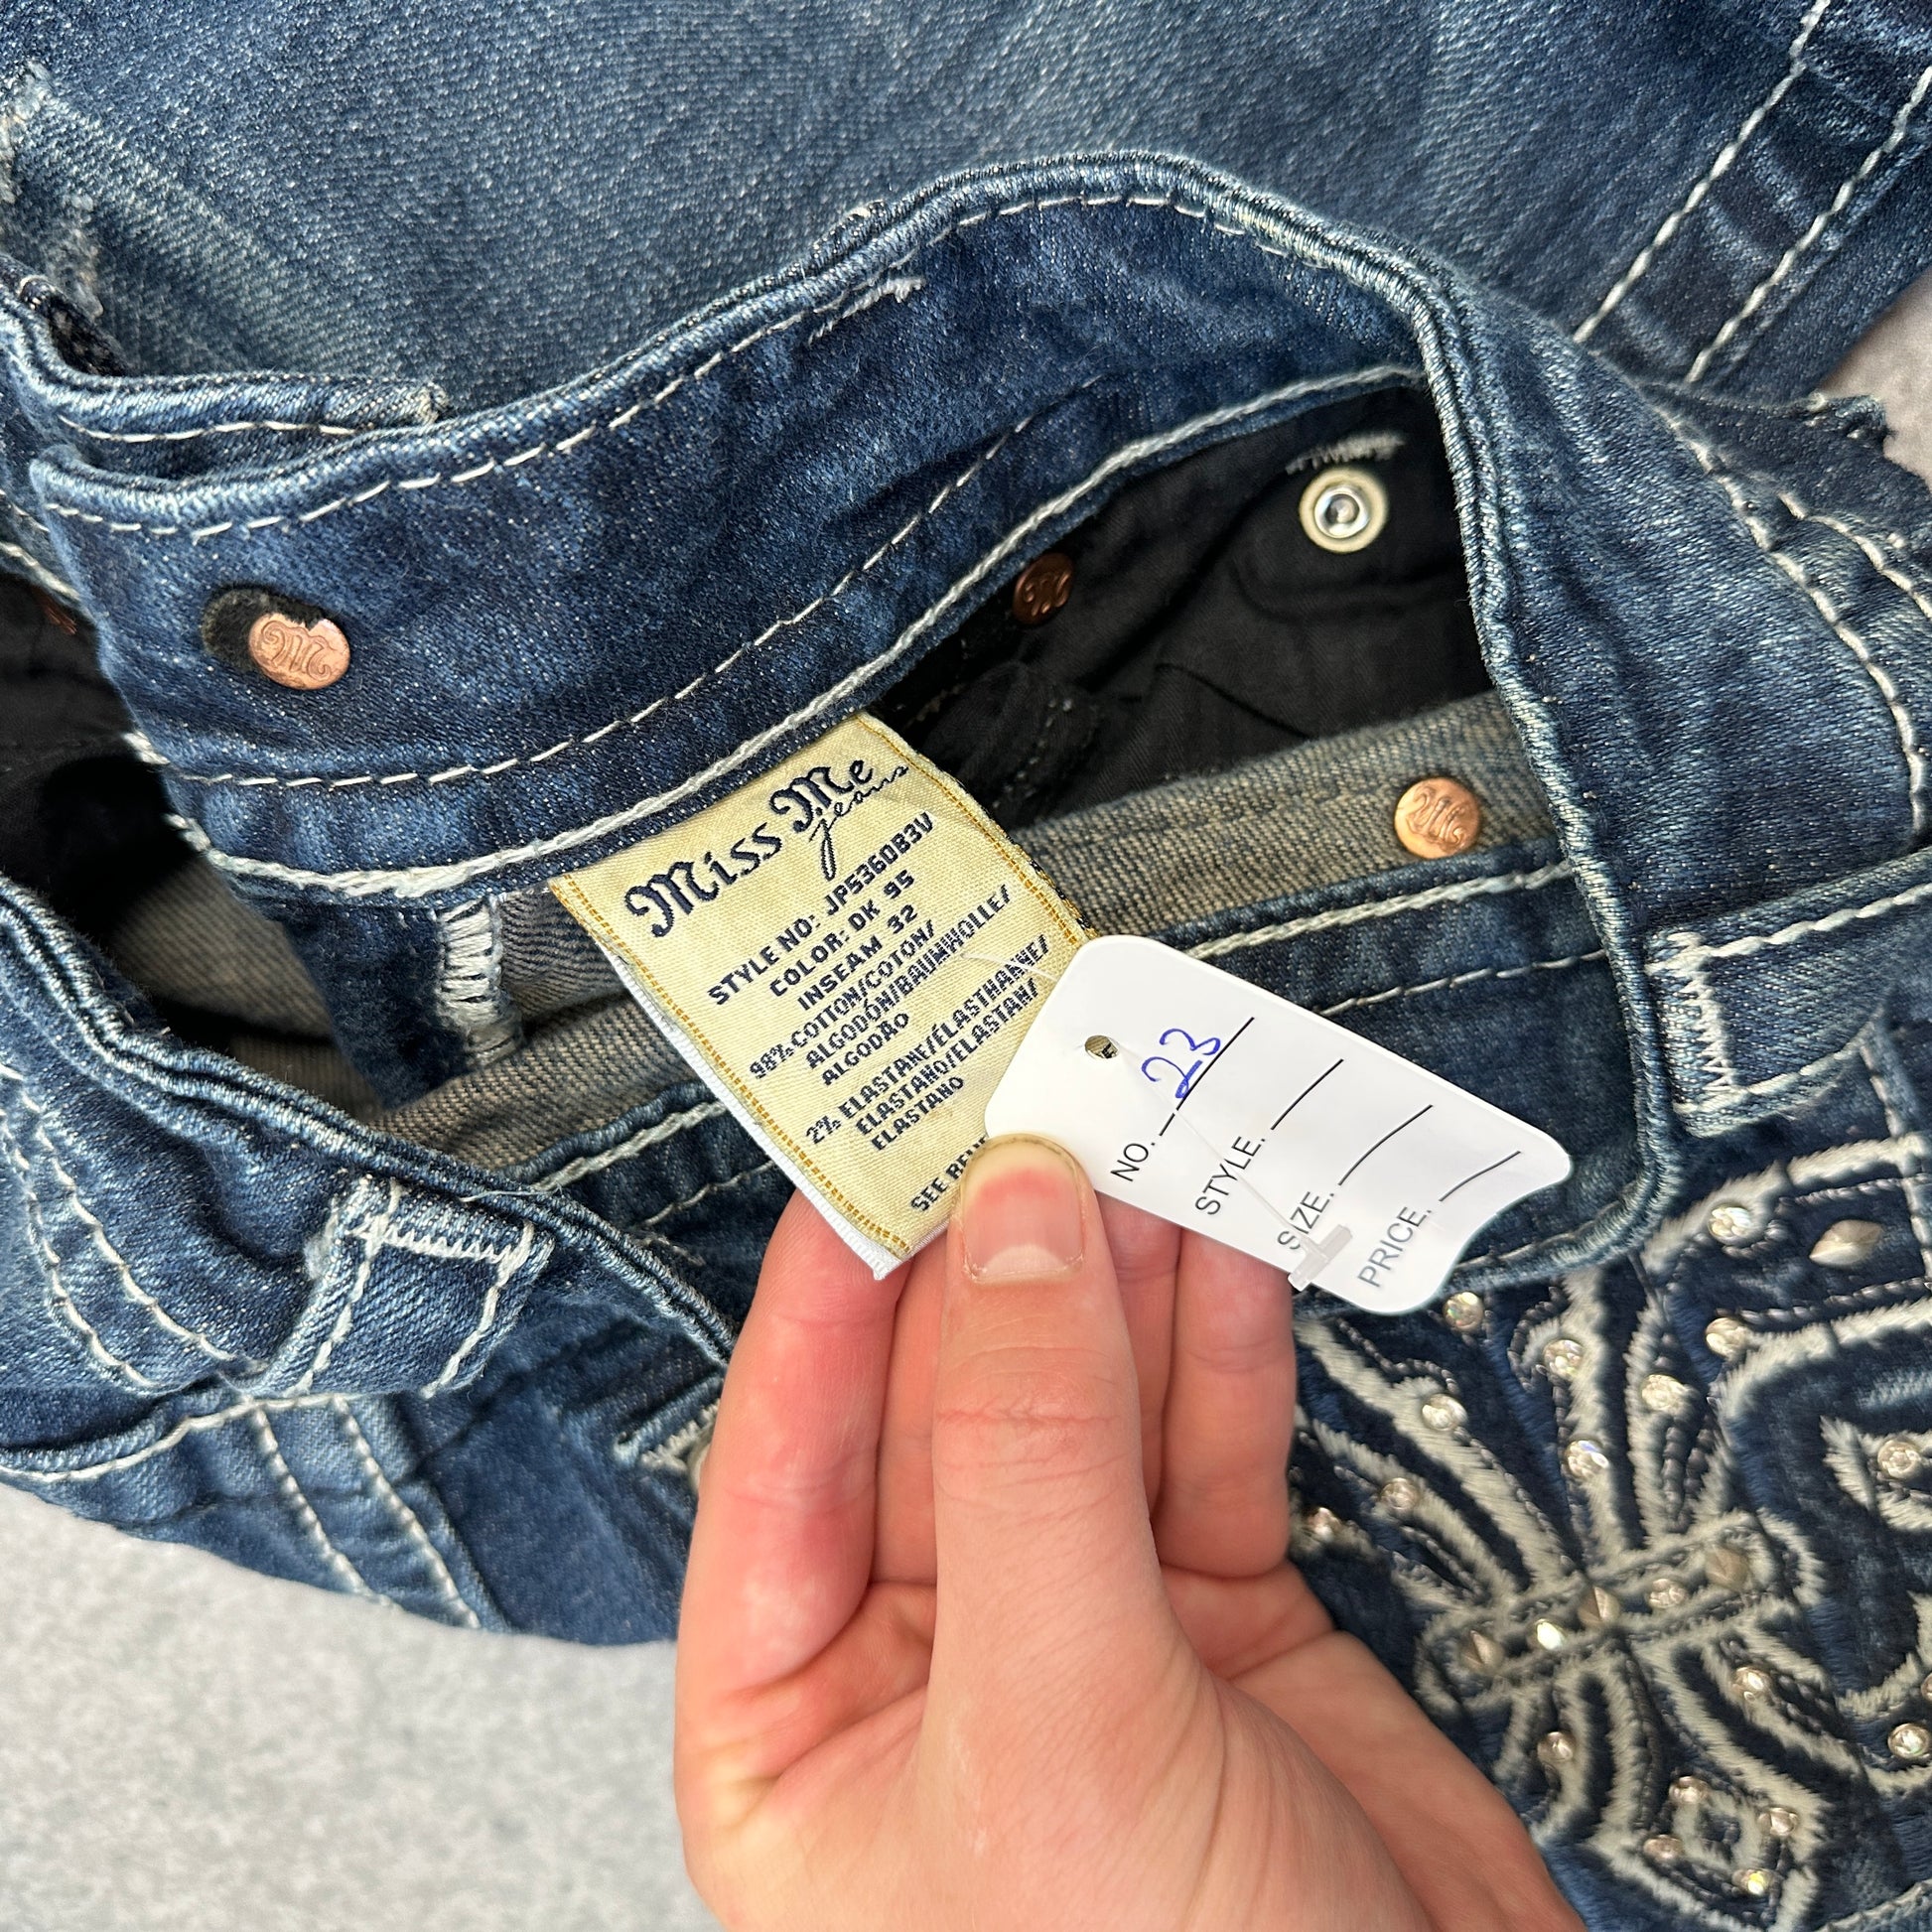 Miss Me
jeans
STYLE NO: JP5360B3V
COLOR: DK 95
INSEAM 32
98% COTTON/COTON/
ALGODÓN/BAUMWOLLE/
ALGODÃO
2% ELASTANE/ÉLASTHANNE/
ELASTANO/ELASTAN/
ELASTANO
SEE
NO. 23
STYLE.
SIZE.
PRICE.